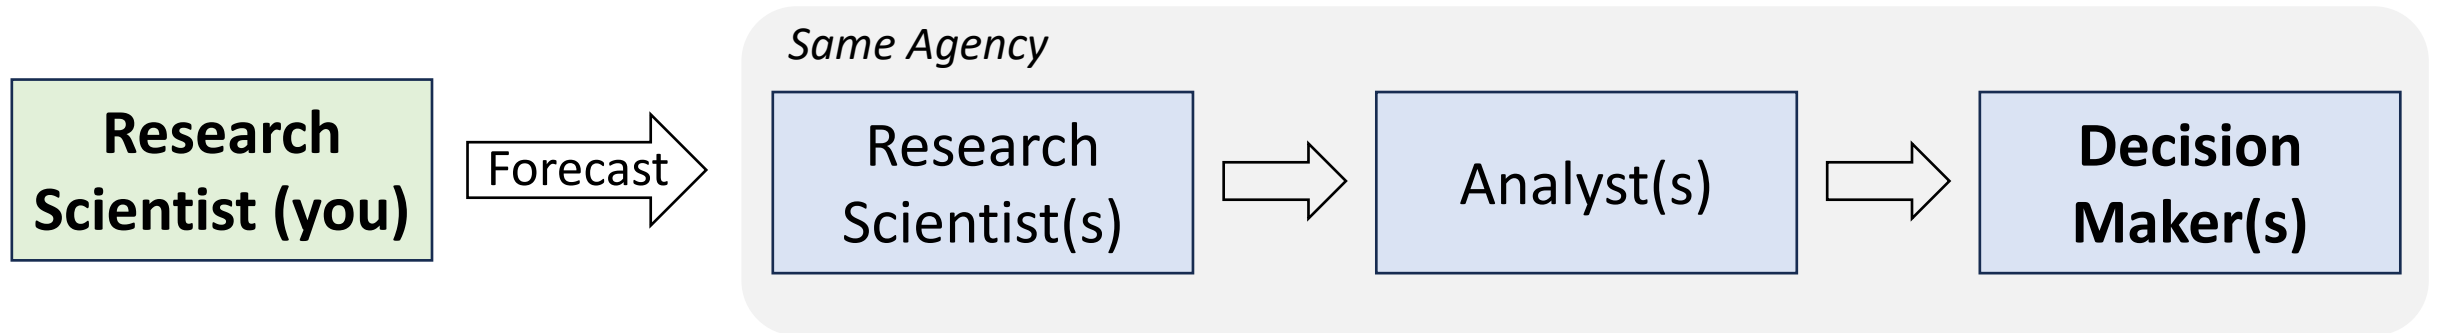 Same Agency
Research
Scientist (you)
Forecast
Research
Scientist(s)
Analyst(s)
Decision
Maker(s)